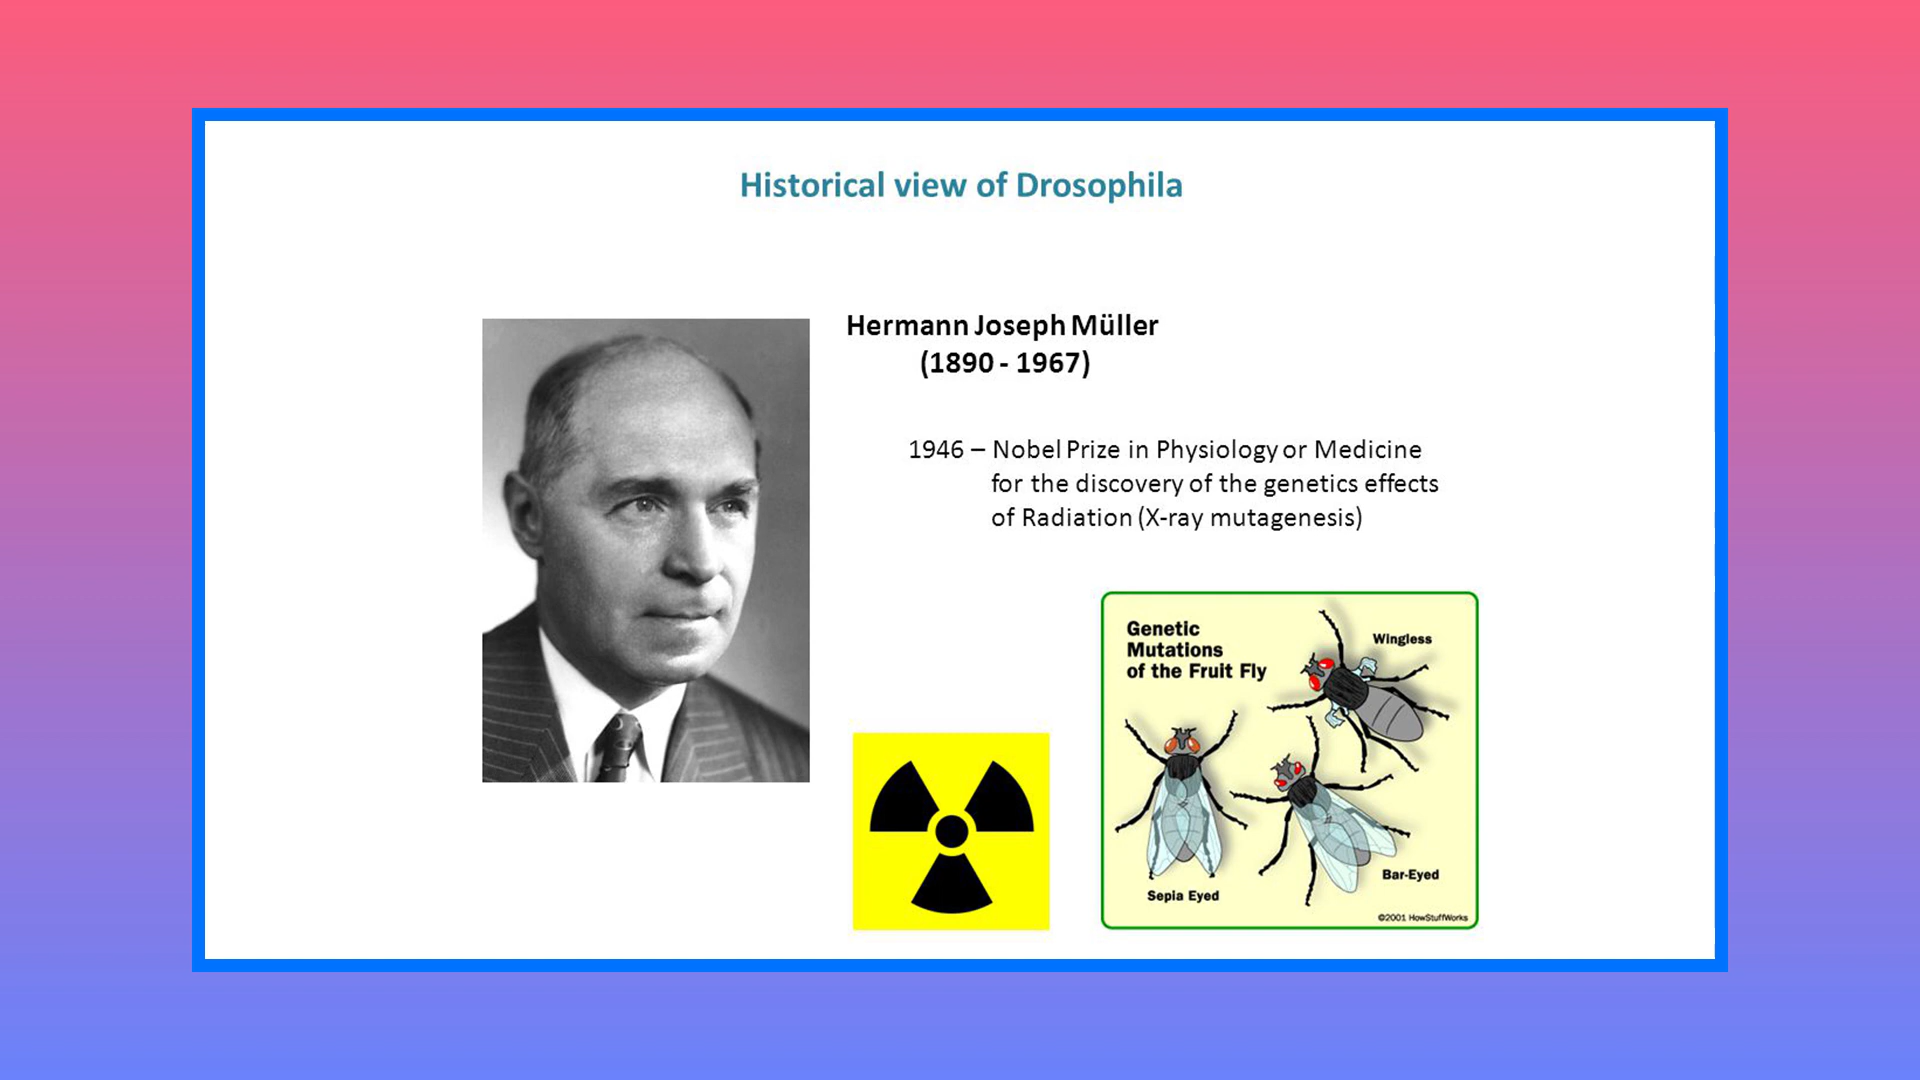 Historical view of Drosophila
Hermann Joseph Müller
(1890 - 1967)
1946 – Nobel Prize in Physiology or Medicine
for the discovery of the genetics effects
of Radiation (X-ray mutagenesis)
Genetic
Mutations
of the Fruit Fly
Wingless
Sepia Eyed
Bar-Eyed
©2001 HowStuffWorks